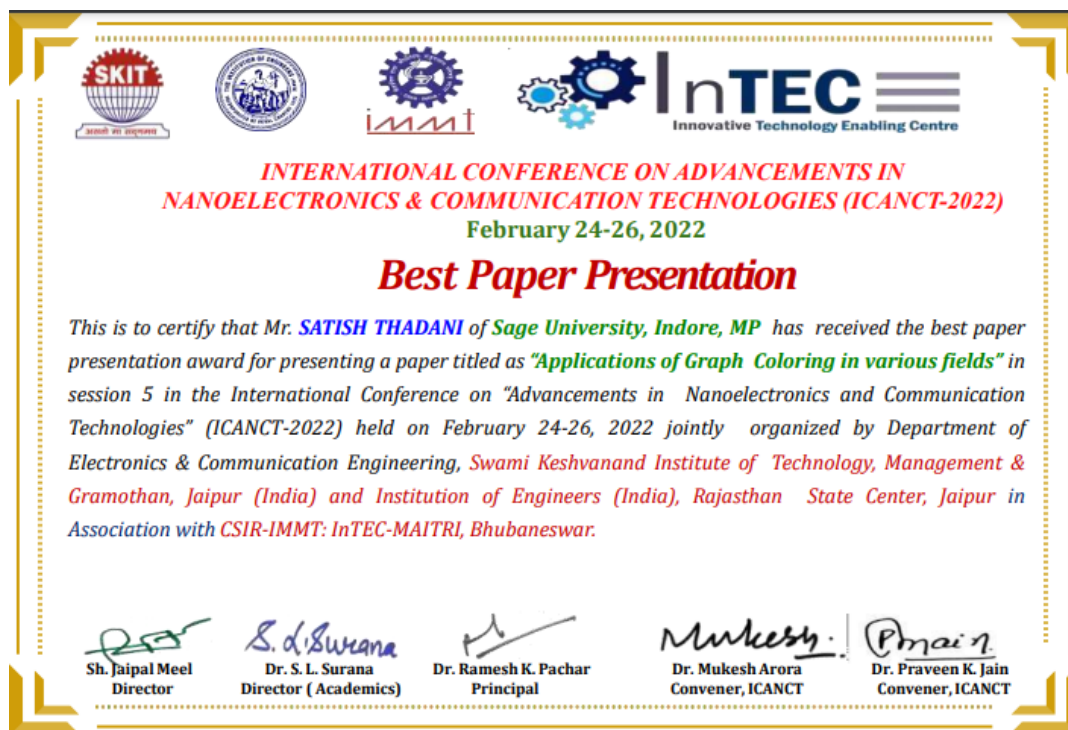 SKIT
असतो मा सद्गमय
THE INSTITUTION OF ENGINEERS
immt
InTEC
Innovative Technology Enabling Centre
INTERNATIONAL CONFERENCE ON ADVANCEMENTS IN
NANOELECTRONICS & COMMUNICATION TECHNOLOGIES (ICANCT-2022)
February 24-26, 2022
Best Paper Presentation
This is to certify that Mr. SATISH THADANI of Sage University, Indore, MP has received the best paper
presentation award for presenting a paper titled as “Applications of Graph Coloring in various fields” in
session 5 in the International Conference on “Advancements in Nanoelectronics and Communication
Technologies” (ICANCT-2022) held on February 24-26, 2022 jointly organized by Department of
Electronics & Communication Engineering, Swami Keshvanand Institute of Technology, Management &
Gramothan, Jaipur (India) and Institution of Engineers (India), Rajasthan State Center, Jaipur in
Association with CSIR-IMMT: InTEC-MAITRI, Bhubaneswar.
S. L. Surana Mukesh. PMain
Sh. Jaipal Meel Dr. S. L. Surana Dr. Ramesh K. Pachar Dr. Mukesh Arora Dr. Praveen K. Jain
Director Director ( Academics) Principal Convener, ICANCT Convener, ICANCT